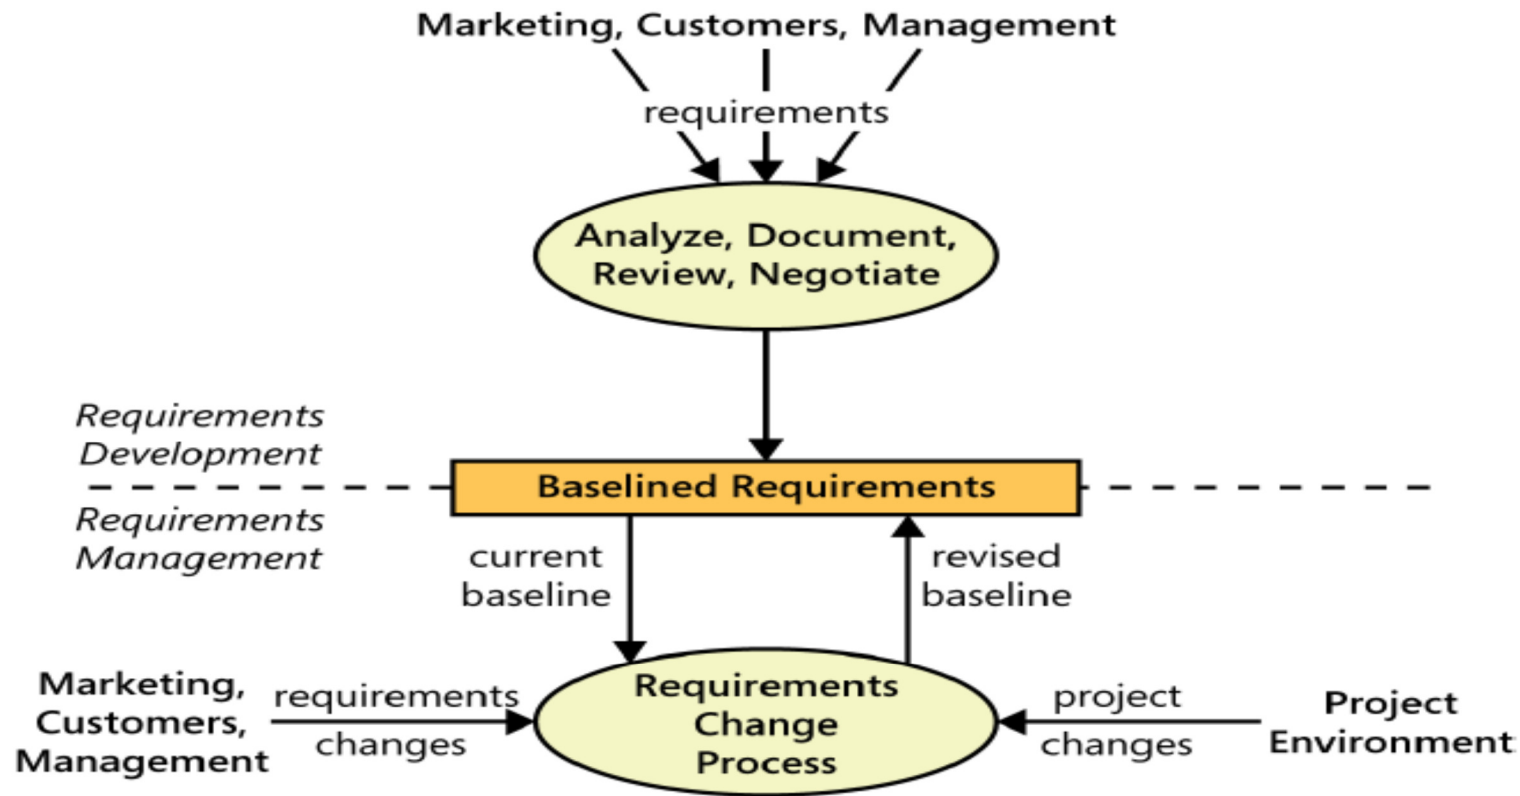 Marketing, Customers, Management
requirements
Analyze, Document,
Review, Negotiate
Requirements
Development
Baselined Requirements
Requirements
Management
current
baseline
revised
baseline
Marketing,
Customers,
Management
requirements
changes
Requirements
Change
Process
project
changes
Project
Environment